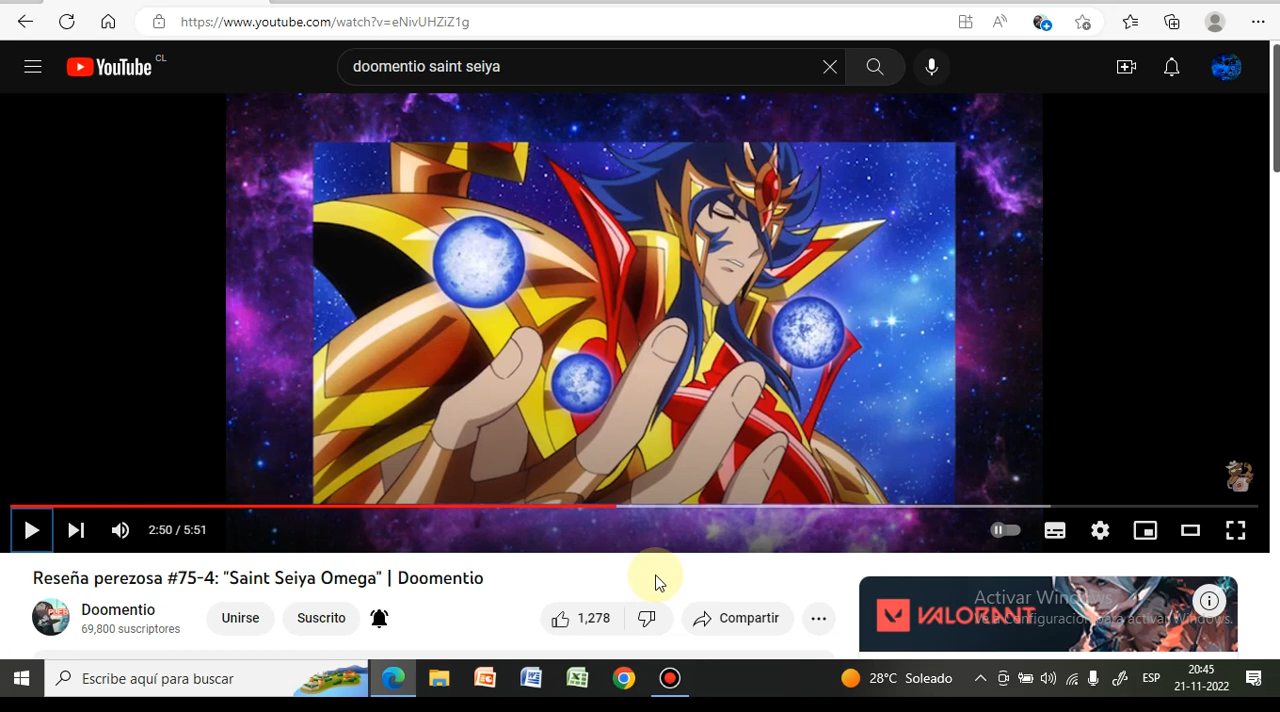 https://www.youtube.com/watch?v=eNivUHZiZ1g
YouTube CL
doomentio saint seiya
2:50 / 5:51
Reseña perezosa #75-4: "Saint Seiya Omega" | Doomentio
Doomentio
69,800 suscriptores
Unirse
Suscrito
1,278
Compartir
VALORANT
Activar Windows
Ve a Configuración para activar Windows.
Escribe aquí para buscar
28°C Soleado
ESP
20:45
21-11-2022